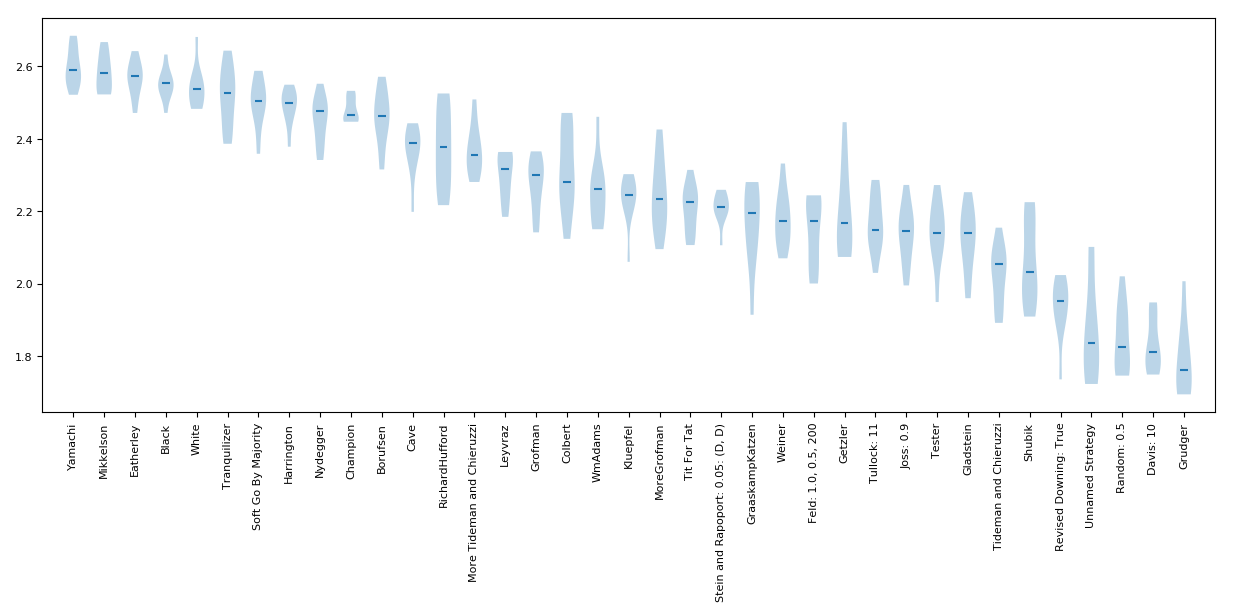 2.6
2.4
2.2
2.0
1.8
Yamachi
Mikkelson
Eatherley
Black
White
Tranquilizer
Soft Go By Majority
Harrington
Nydegger
Champion
Borufsen
Cave
RichardHufford
More Tideman and Chieruzzi
Leyvraz
Grofman
Colbert
WmAdams
Kluepfel
MoreGrofman
Tit For Tat
Stein and Rapoport: 0.05: (D, D)
GraaskampKatzen
Weiner
Feld: 1.0, 0.5, 200
Getzler
Tullock: 11
Joss: 0.9
Tester
Gladstein
Tideman and Chieruzzi
Shubik
Revised Downing: True
Unnamed Strategy
Random: 0.5
Davis: 10
Grudger